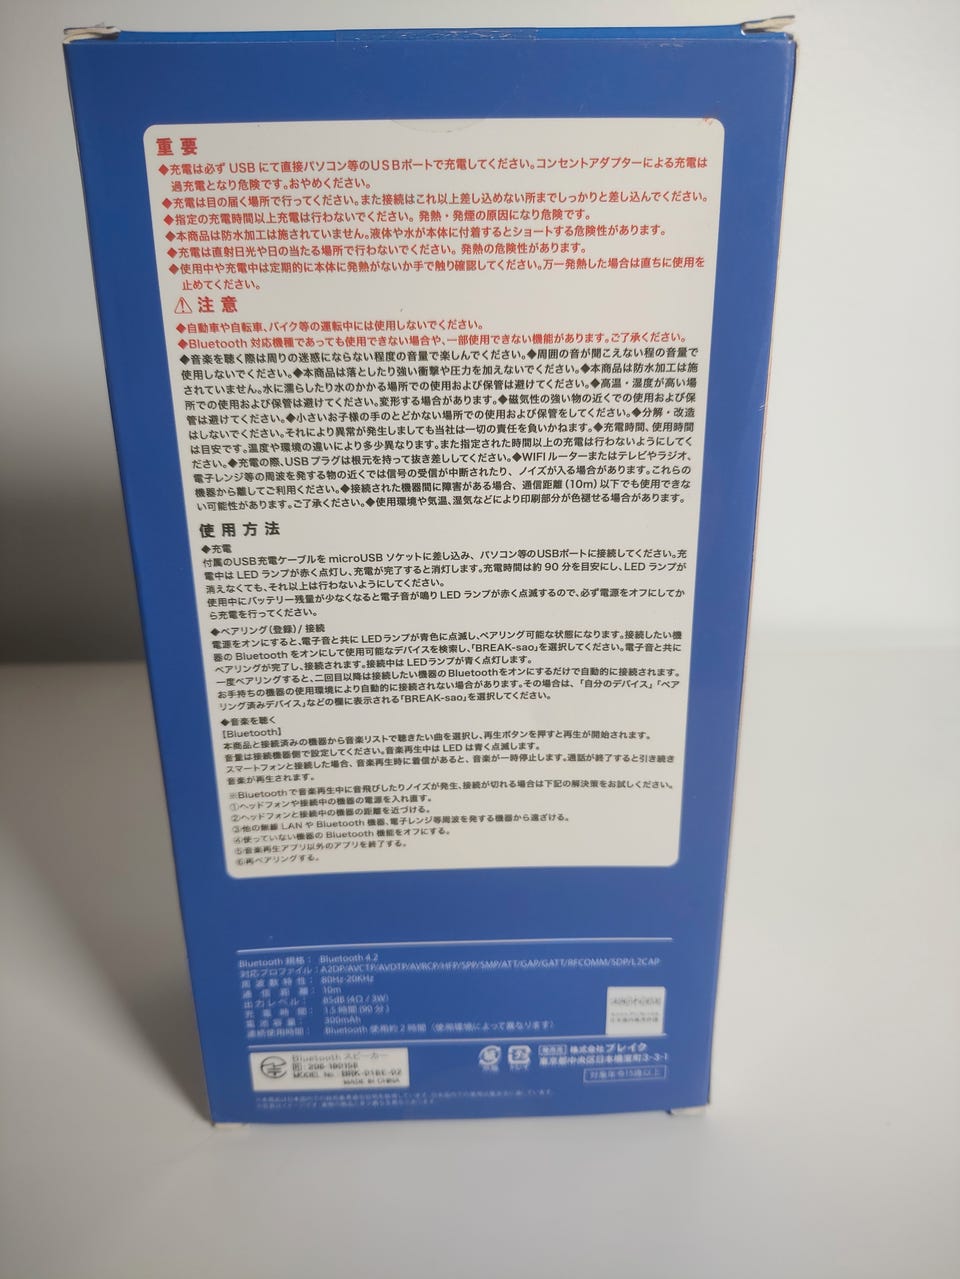 重要
◆充電は必ず USB にて直接パソコン等のUSBポートで充電してください。コンセントアダプターによる充電は
過充電となり危険です。おやめください。
◆充電は目の届く場所で行ってください。また接続はこれ以上差し込めない所までしっかりと差し込んでください。
◆指定の充電時間以上充電は行わないでください。発熱・発煙の原因になり危険です。
◆本商品は防水加工は施されていません。液体や水が本体に付着するとショートする危険性があります。
◆充電は直射日光や日の当たる場所で行わないでください。発熱の危険性があります。
◆使用中や充電中は定期的に本体に発熱がないか手で触り確認してください。万一発熱した場合は直ちに使用を
止めてください。
⚠注意
◆自動車や自転車、バイク等の運転中には使用しないでください。
◆Bluetooth 対応機種であっても使用できない場合や、一部使用できない機能があります。ご了承ください。
◆音楽を聴く際は周りの迷惑にならない程度の音量で楽しんでください。◆周囲の音が聞こえない程の音量で
使用しないでください。◆本商品は落としたり強い衝撃や圧力を加えないでください。◆本商品は防水加工は施
されていません。水に濡らしたり水のかかる場所での使用および保管は避けてください。◆高温・湿度が高い場
所での使用および保管は避けてください。変形する場合があります。◆磁気性の強い物の近くでの使用および保
管は避けてください。◆小さいお子様の手のとどかない場所での使用および保管をしてください。◆分解・改造
はしないでください。それにより異常が発生しましても当社は一切の責任を負いかねます。◆充電時間、使用時間
は目安です。温度や環境の違いにより多少異なります。また指定された時間以上の充電は行わないようにしてく
ださい。◆充電の際、USBプラグは根元を持って抜き差ししてください。◆WIFIルーターまたはテレビやラジオ、
電子レンジ等の周波を発する物の近くでは信号の受信が中断されたり、ノイズが入る場合があります。これらの
機器から離してご利用ください。◆接続された機器間に障害がある場合、通信距離(10m)以下でも使用できな
い可能性があります。ご了承ください。◆使用環境や気温、湿気などにより印刷部分が色褪せる場合があります。
使用方法
◆充電
付属のUSB充電ケーブルを microUSB ソケットに差し込み、パソコン等のUSBポートに接続してください。充
電中は LED ランプが赤く点灯し、充電が完了すると消灯します。充電時間は約90分を目安にし、LED ランプが
消えなくても、それ以上は行わないようにしてください。
使用中にバッテリー残量が少なくなると電子音が鳴り LED ランプが赤く点滅するので、必ず電源をオフにしてか
ら充電を行ってください。
◆ペアリング(登録)/接続
電源をオンにすると、電子音と共に LEDランプが青色に点滅し、ペアリング可能な状態になります。接続したい機
器の Bluetooth をオンにして使用可能なデバイスを検索し、「BREAK-sao」を選択してください。電子音と共に
ペアリングが完了し、接続されます。接続中は LEDランプが青く点灯します。
一度ペアリングすると、二回目以降は接続したい機器のBluetoothをオンにするだけで自動的に接続されます。
お手持ちの機器の使用環境により自動的に接続されない場合があります。その場合は、「自分のデバイス」「ペア
リング済みデバイス」などの欄に表示される「BREAK-sao」を選択してください。
◆音楽を聴く
【Bluetooth】
本商品と接続済みの機器から音楽リストで聴きたい曲を選択し、再生ボタンを押すと再生が開始されます。
音量は接続機器側で設定してください。音楽再生中は LED は青く点滅します。
スマートフォンと接続した場合、音楽再生時に着信があると、音楽が一時停止します。通話が終了すると引き続き
音楽が再生されます。
※Bluetoothで音楽再生中に音飛びしたりノイズが発生、接続が切れる場合は下記の解決策をお試しください。
①ヘッドフォンや接続中の機器の電源を入れ直す。
②ヘッドフォンと接続中の機器の距離を近づける。
③他の無線 LAN や Bluetooth 機器、電子レンジ等周波を発する機器から遠ざける。
④使っていない機器の Bluetooth 機能をオフにする。
⑤音楽再生アプリ以外のアプリを終了する。
⑥再ペアリングする。
Bluetooth 規格： Bluetooth 4.2
対応プロファイル：A2DP/AVCTP/AVDTP/AVRCP/HFP/SPP/SMP/ATT/GAP/GATT/RFCOMM/SDP/L2CAP
周波数特性： 80Hz-20KHz
通信距離： 10m
出力レベル： 85dB (4Ω / 3W)
充電時間： 1.5 時間 (90分)
電池容量： 300mAh
連続使用時間： Bluetooth 使用約 2 時間 (使用環境によって異なります)
Bluetooth スピーカー
MODEL No: BRK-01BE-02
MADE IN CHINA
発売元 株式会社ブレイク
東京都中央区日本橋室町3-3-1
対象年令15歳以上